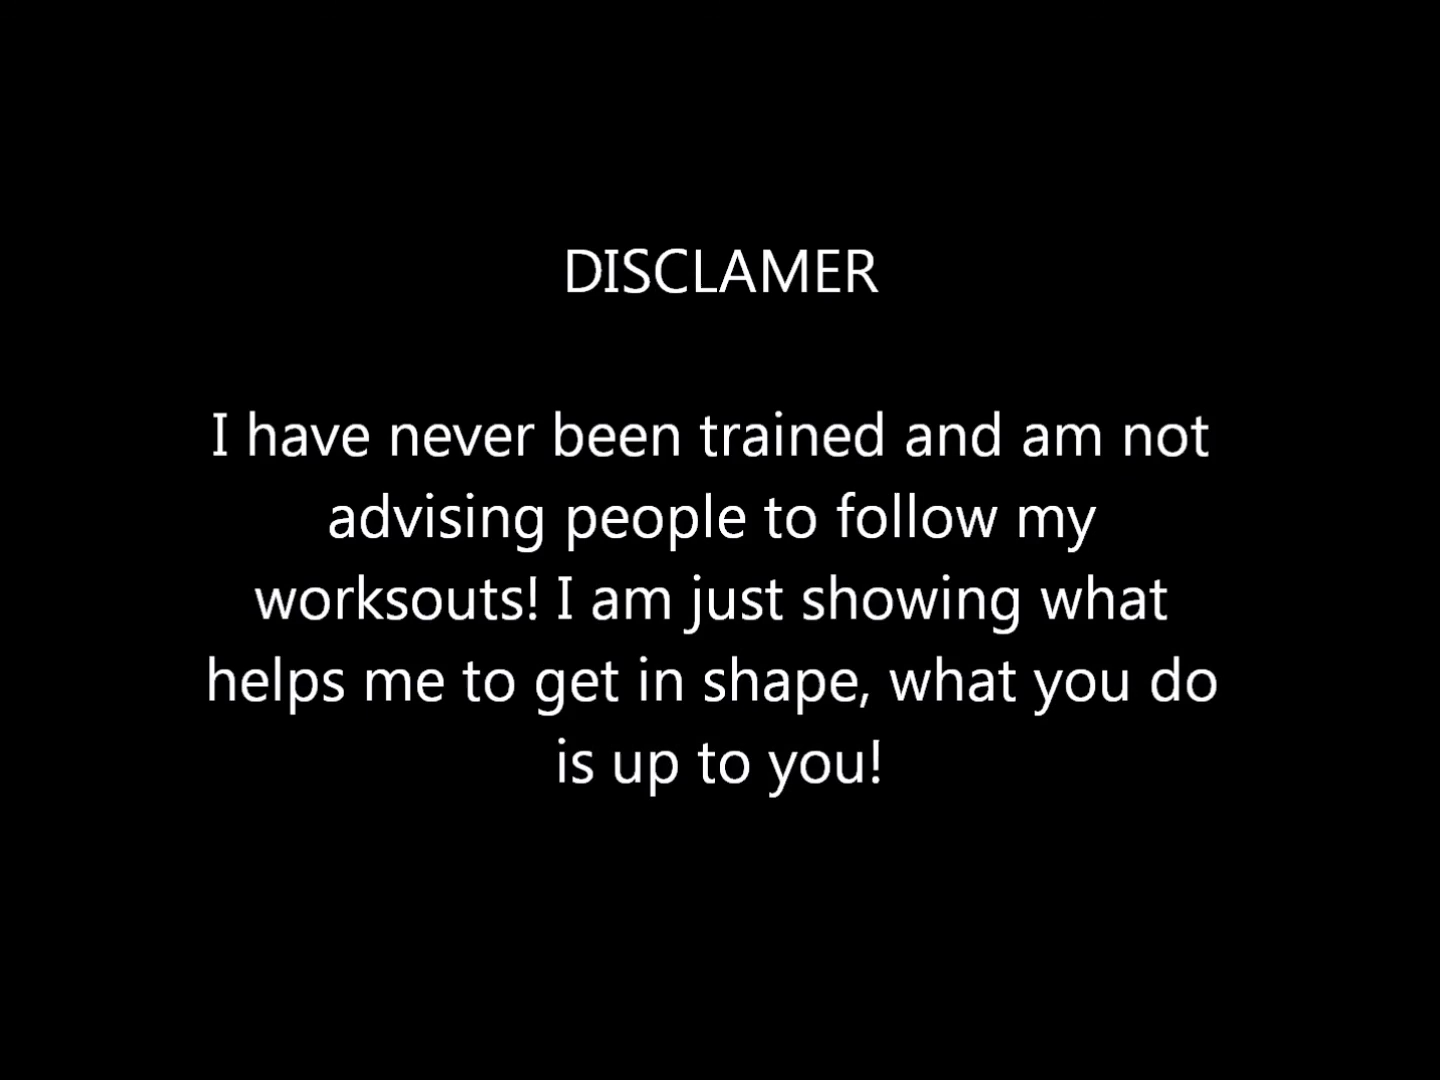 DISCLAMER
I have never been trained and am not
advising people to follow my
worksouts! I am just showing what
helps me to get in shape, what you do
is up to you!